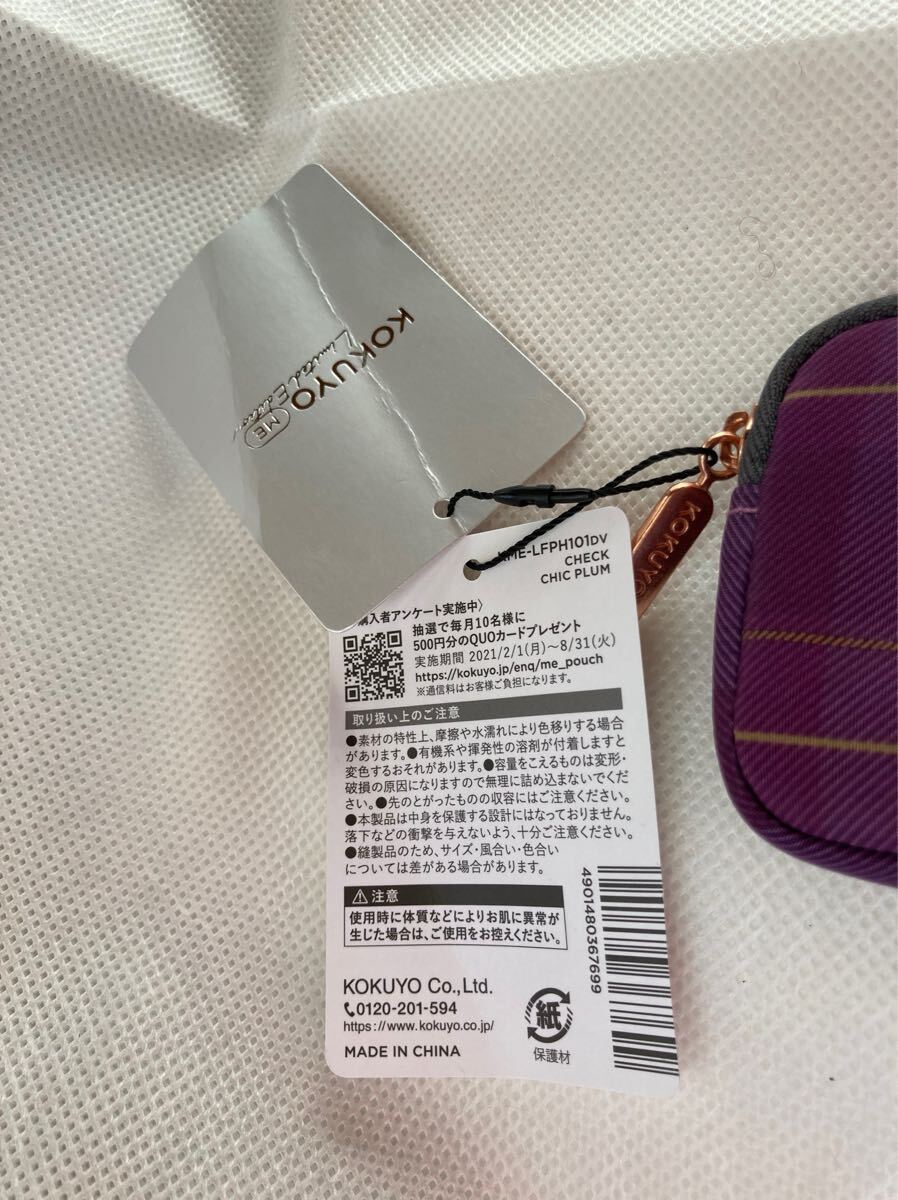 KOKUYO ME
Limited Edition
KOKUYO
KME-LFPH101DV
CHECK
CHIC PLUM
購入者アンケート実施中〉
抽選で毎月10名様に
500円分のQUOカードプレゼント
実施期間 2021/2/1(月)〜8/31(火)
https://kokuyo.jp/enq/me_pouch
※通信料はお客様ご負担になります。
取り扱い上のご注意
●素材の特性上、摩擦や水濡れにより色移りする場合
があります。●有機系や揮発性の溶剤が付着しますと
変色するおそれがあります。●容量をこえるものは変形・
破損の原因になりますので無理に詰め込まないでくだ
さい。●先のとがったものの収容にはご注意ください。
●本製品は中身を保護する設計にはなっておりません。
落下などの衝撃を与えないよう、十分ご注意ください。
●縫製品のため、サイズ・風合い・色合い
については差がある場合があります。
⚠注意
使用時に体質などによりお肌に異常が
生じた場合は、ご使用をお控えください。
KOKUYO Co.,Ltd.
0120-201-594
https://www.kokuyo.co.jp/
MADE IN CHINA
紙
保護材
4901480367699